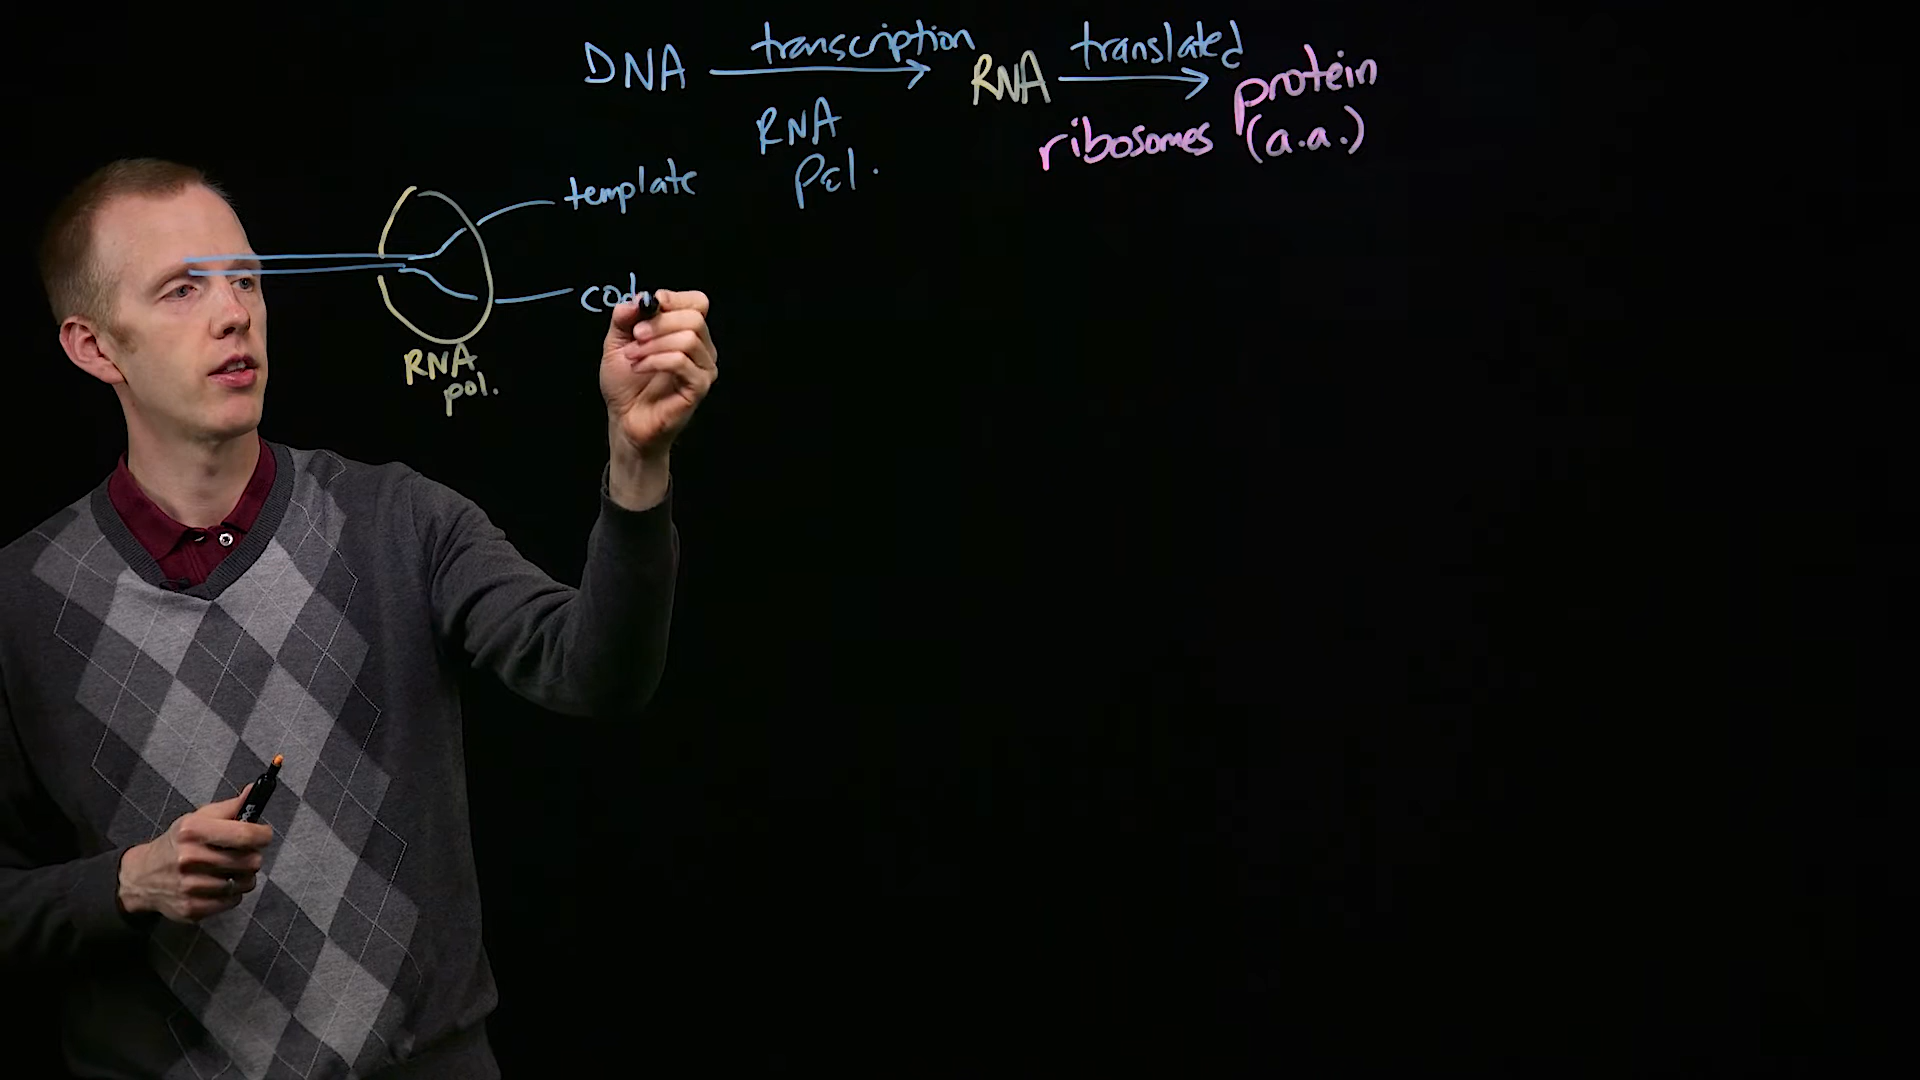 DNA transcription RNA translated protein
RNA pol. ribosomes (a.a.)
template
RNA pol.